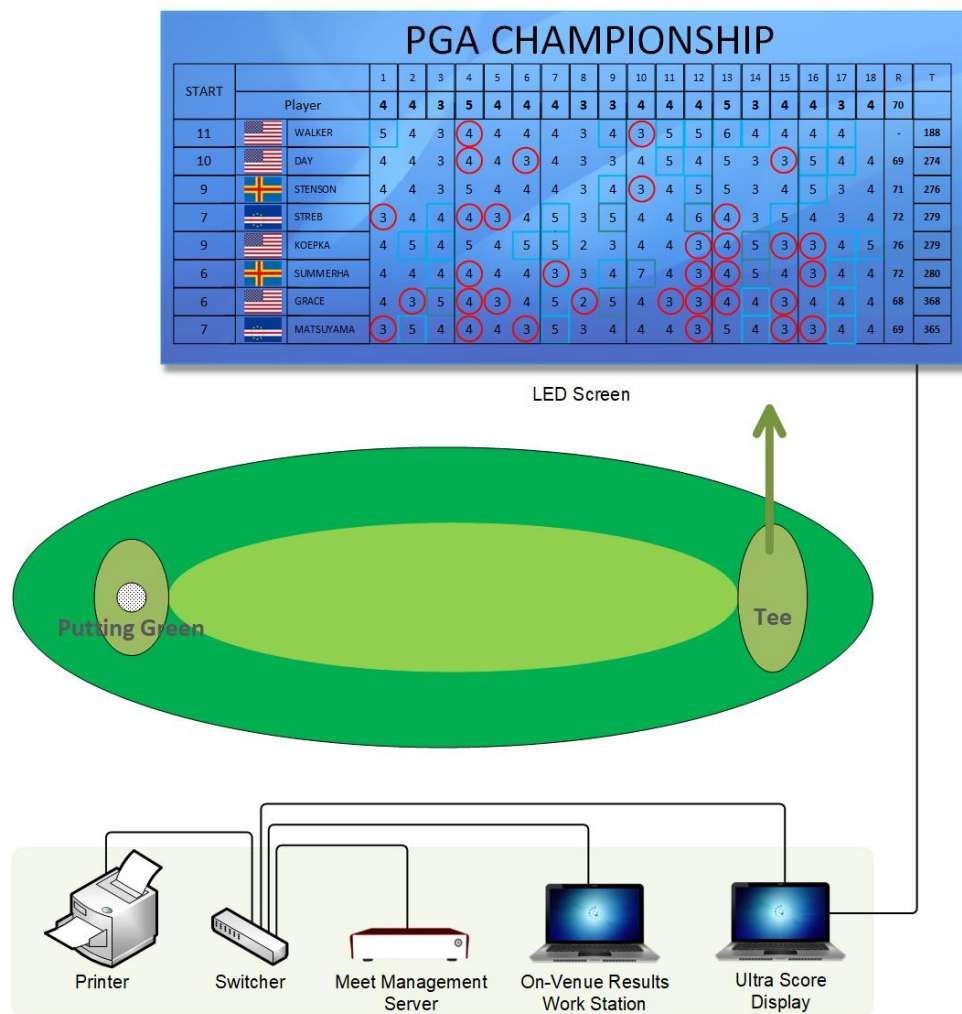 PGA CHAMPIONSHIP
START 1 2 3 4 5 6 7 8 9 10 11 12 13 14 15 16 17 18 R T
Player 4 4 3 5 4 4 4 3 4 4 4 4 5 3 4 4 3 4 70
11 WALKER 5 4 3 4 4 4 4 3 4 3 5 5 6 4 4 4 4 - 188
10 DAY 4 4 3 4 4 3 4 3 3 4 5 4 5 3 3 5 4 4 69 274
9 STENSON 4 4 3 5 4 4 4 3 4 3 4 5 5 3 4 5 3 4 71 276
7 STREB 3 4 4 4 3 4 5 3 5 4 4 6 4 3 5 4 3 4 72 279
9 KOEPKA 4 5 4 5 4 5 5 2 3 4 4 3 4 5 3 3 4 5 76 279
6 SUMMERHA 4 4 4 4 4 4 3 3 4 7 4 3 4 5 4 3 4 4 72 280
6 GRACE 4 3 5 4 3 4 5 2 5 4 3 3 4 4 3 4 4 4 68 368
7 MATSUYAMA 3 5 4 4 4 3 5 3 4 4 4 3 5 4 3 3 4 4 69 365
LED Screen
Putting Green
Tee
Printer
Switcher
Meet Management
Server
On-Venue Results
Work Station
Ultra Score
Display